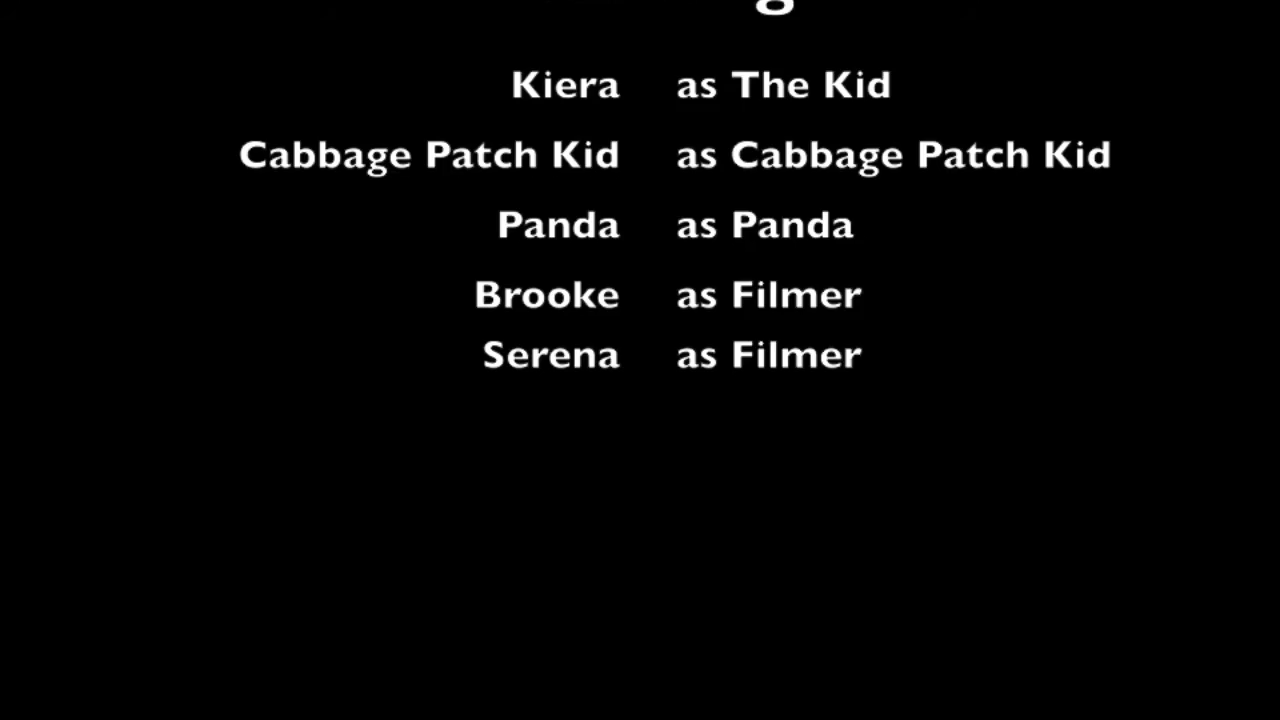 Kiera as The Kid
Cabbage Patch Kid as Cabbage Patch Kid
Panda as Panda
Brooke as Filmer
Serena as Filmer